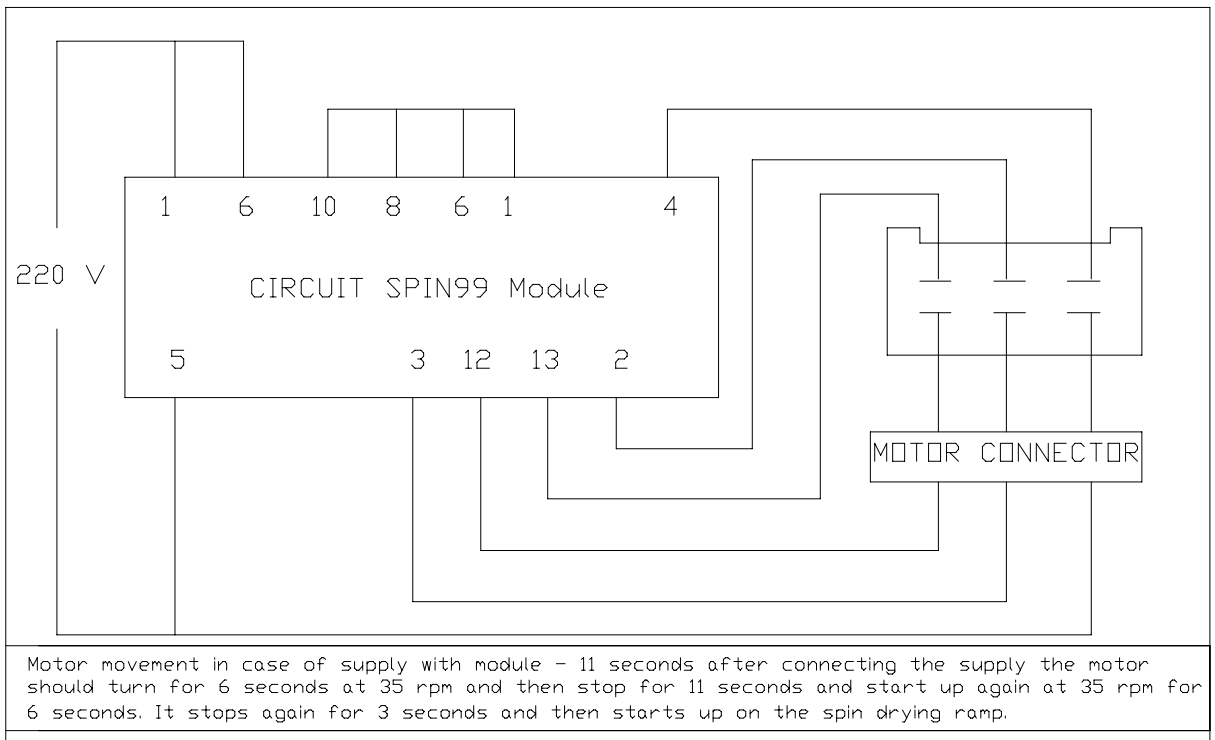 1 6 10 8 6 1 4
220 V
CIRCUIT SPIN99 Module
5 3 12 13 2
MOTOR CONNECTOR
Motor movement in case of supply with module - 11 seconds after connecting the supply the motor
should turn for 6 seconds at 35 rpm and then stop for 11 seconds and start up again at 35 rpm for
6 seconds. It stops again for 3 seconds and then starts up on the spin drying ramp.